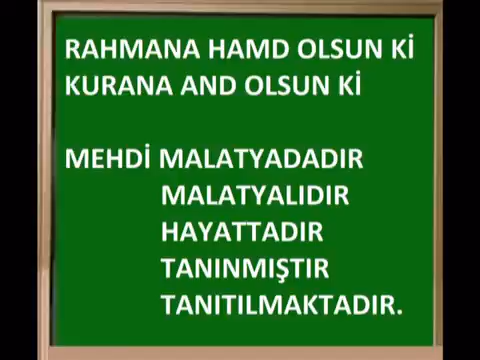 RAHMANA HAMD OLSUN Kİ
KURANA AND OLSUN Kİ
MEHDİ MALATYADADIR
MALATYALIDIR
HAYATTADIR
TANINMIŞTIR
TANITILMAKTADIR.